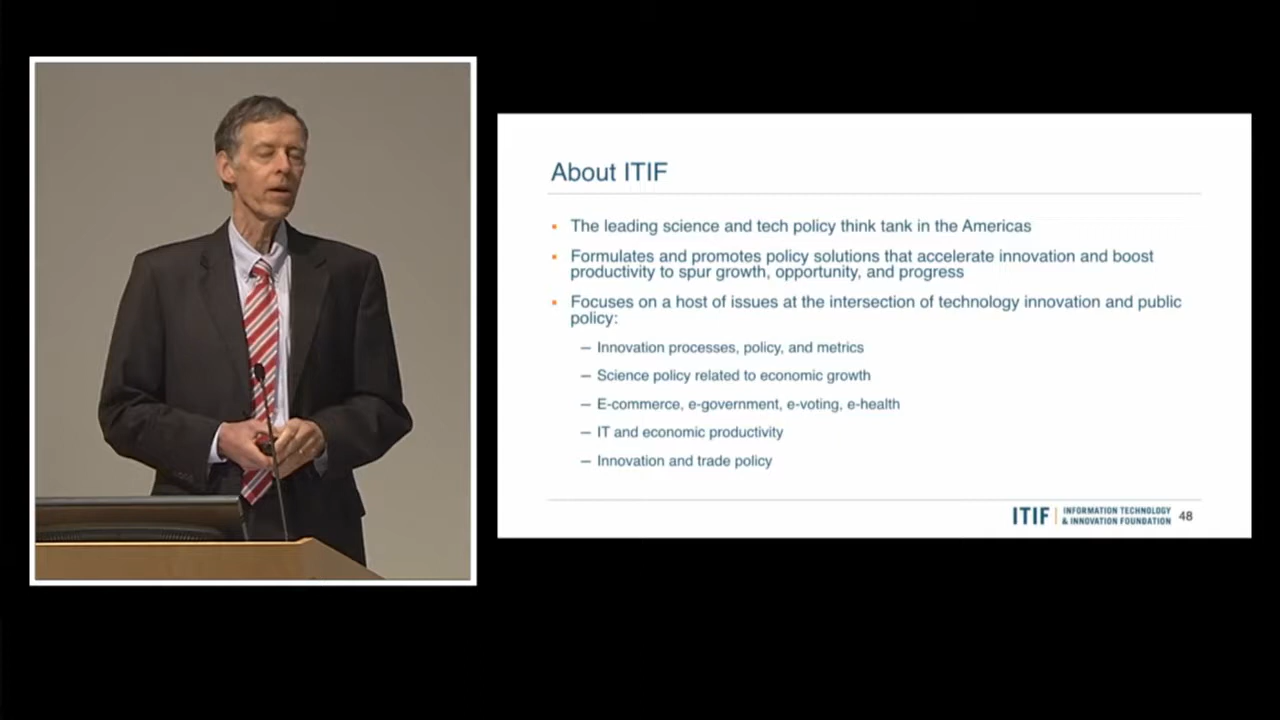 About ITIF
The leading science and tech policy think tank in the Americas
Formulates and promotes policy solutions that accelerate innovation and boost
productivity to spur growth, opportunity, and progress
Focuses on a host of issues at the intersection of technology innovation and public
policy:
– Innovation processes, policy, and metrics
– Science policy related to economic growth
– E-commerce, e-government, e-voting, e-health
– IT and economic productivity
– Innovation and trade policy
ITIF | INFORMATION TECHNOLOGY
& INNOVATION FOUNDATION
48